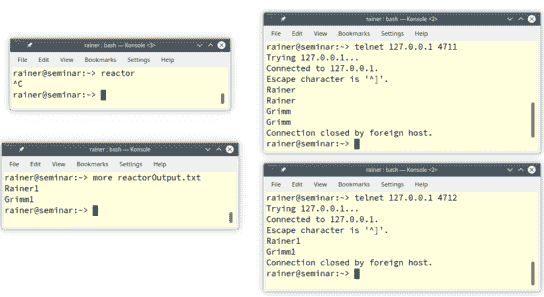 rainer : bash — Konsole <3>
File Edit View Bookmarks Settings Help
rainer@seminar:~> reactor
^C
rainer@seminar:~>
rainer : bash — Konsole
File Edit View Bookmarks Settings Help
rainer@seminar:~> more reactorOutput.txt
Rainer1
Grimm1
rainer@seminar:~>
rainer : bash — Konsole <2>
File Edit View Bookmarks Settings Help
rainer@seminar:~> telnet 127.0.0.1 4711
Trying 127.0.0.1...
Connected to 127.0.0.1.
Escape character is '^]'.
Rainer
Rainer
Grimm
Grimm
Connection closed by foreign host.
rainer@seminar:~>
rainer : bash — Konsole <2>
File Edit View Bookmarks Settings Help
rainer@seminar:~> telnet 127.0.0.1 4712
Trying 127.0.0.1...
Connected to 127.0.0.1.
Escape character is '^]'.
Rainer1
Grimm1
Connection closed by foreign host.
rainer@seminar:~>